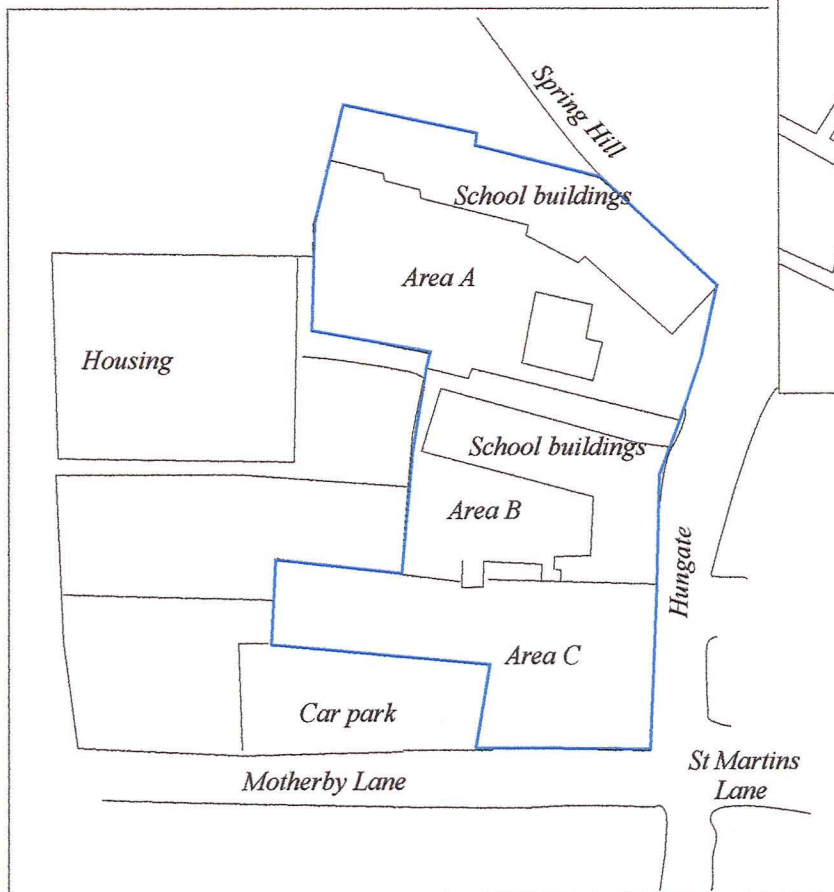 Spring Hill
School buildings
Area A
Housing
School buildings
Area B
Hungate
Area C
Car park
Motherby Lane
St Martins
Lane